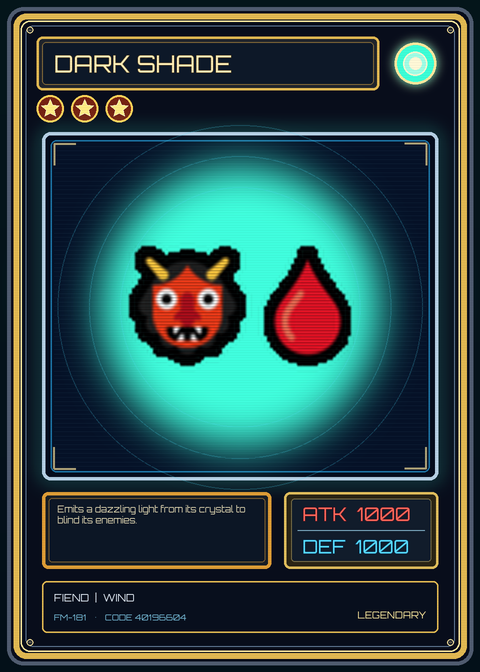 DARK SHADE
Emits a dazzling light from its crystal to
blind its enemies.
ATK 1000
DEF 1000
FIEND | WIND
FM-181 · CODE 40196604
LEGENDARY